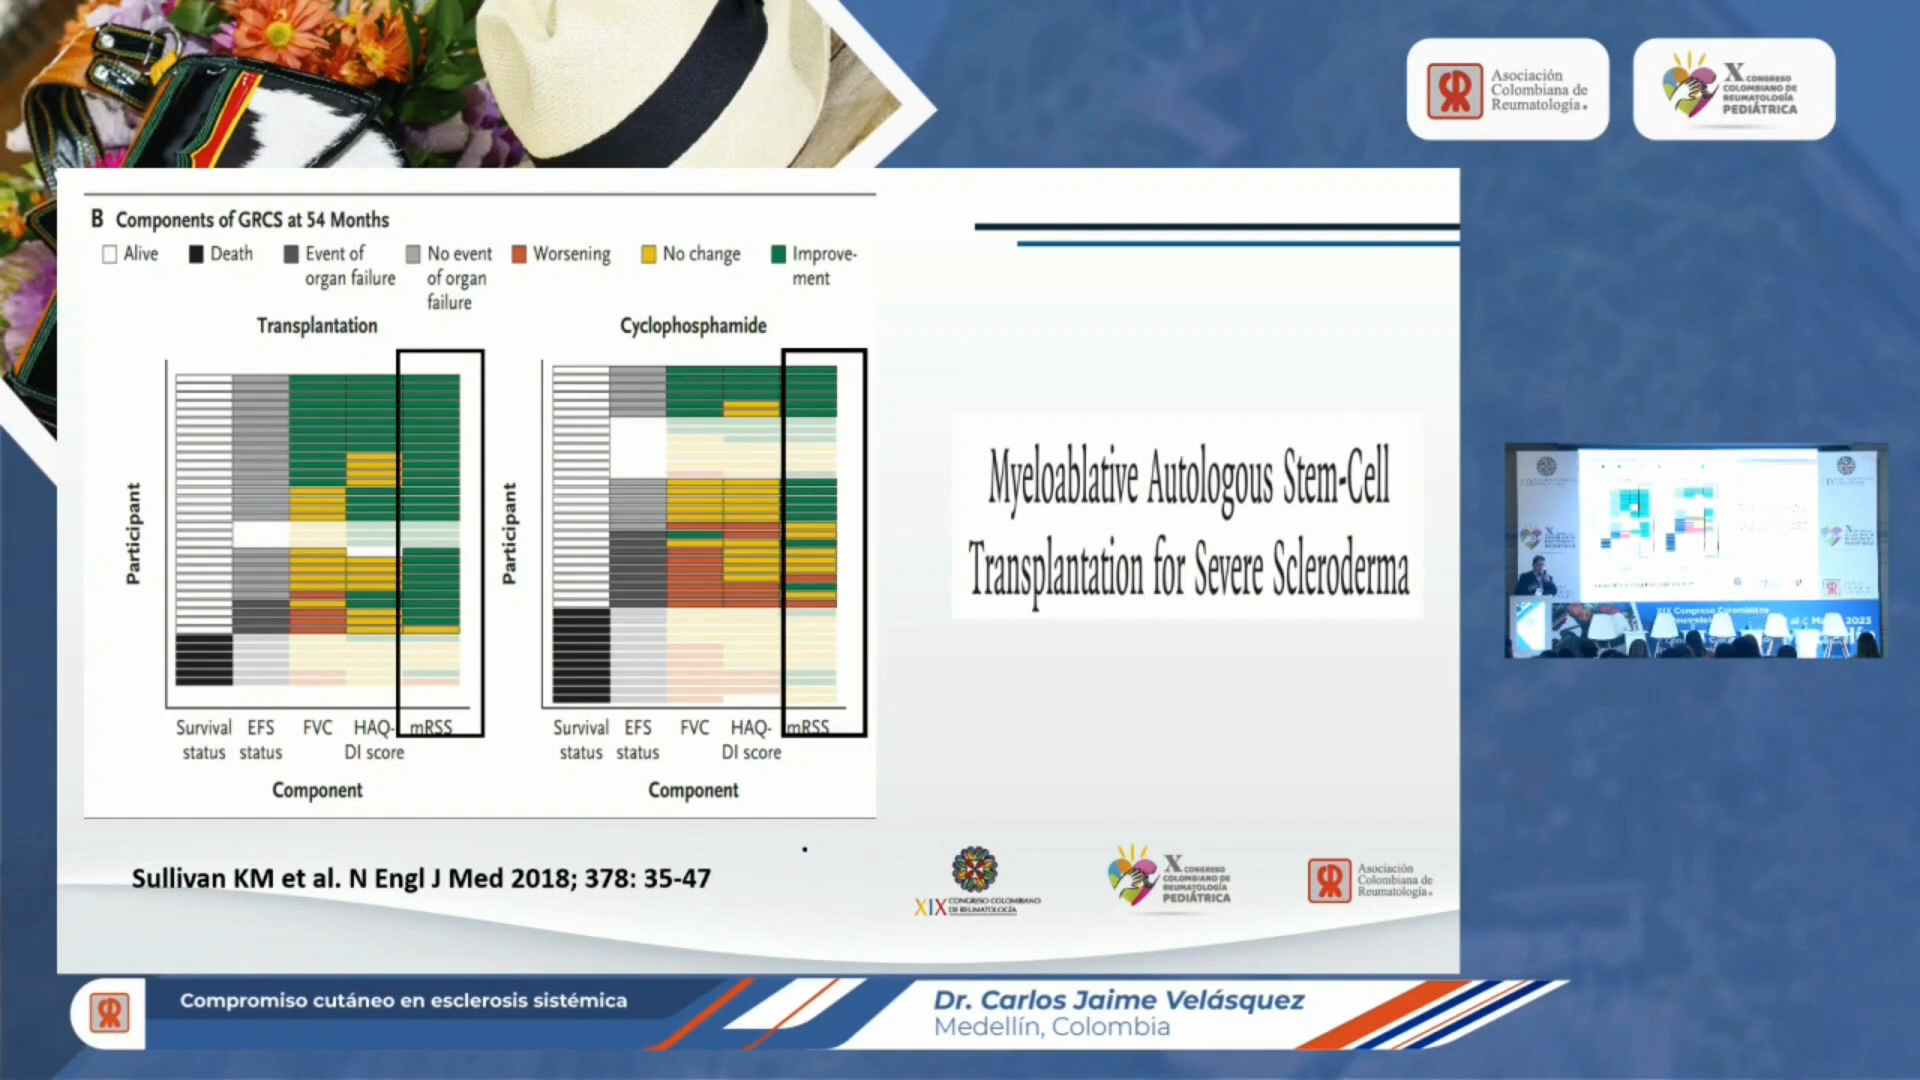 Asociación
Colombiana de
Reumatología.
X CONGRESO
COLOMBIANO DE
REUMATOLOGÍA
PEDIÁTRICA
B Components of GRCS at 54 Months
Alive
Death
Event of
organ failure
No event
of organ
failure
Worsening
No change
Improve-
ment
Transplantation
Cyclophosphamide
Participant
Participant
Survival
status
EFS
status
FVC
HAQ-
DI score
mRSS
Survival
status
EFS
status
FVC
HAQ-
DI score
mRSS
Component
Component
Myeloablative Autologous Stem-Cell
Transplantation for Severe Scleroderma
Sullivan KM et al. N Engl J Med 2018; 378: 35-47
XIX CONGRESO COLOMBIANO
DE REUMATOLOGÍA
X CONGRESO
COLOMBIANO DE
REUMATOLOGÍA
PEDIÁTRICA
Asociación
Colombiana de
Reumatología.
XIX Congreso Colombiano
2023
Compromiso cutáneo en esclerosis sistémica
Dr. Carlos Jaime Velásquez
Medellín, Colombia